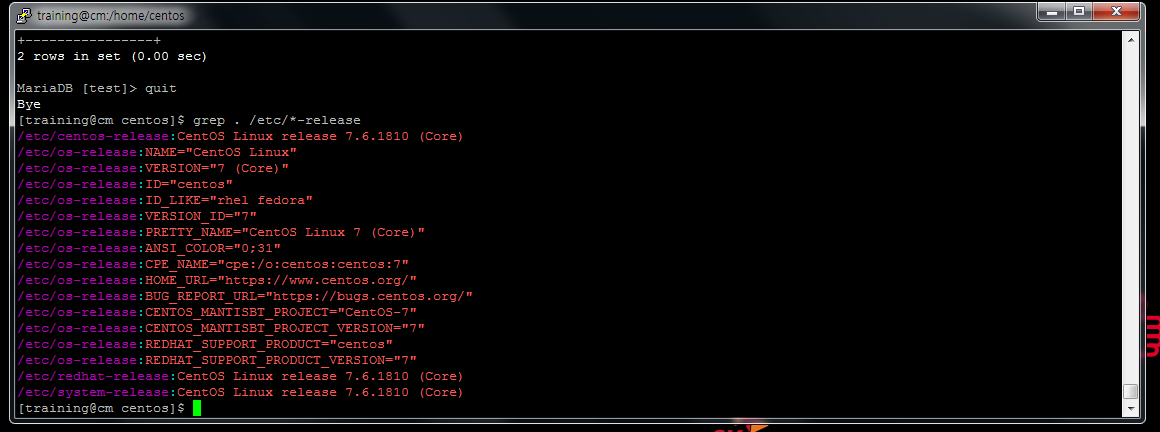 training@cm:/home/centos
+----------------+
2 rows in set (0.00 sec)
MariaDB [test]> quit
Bye
[training@cm centos]$ grep . /etc/*-release
/etc/centos-release:CentOS Linux release 7.6.1810 (Core)
/etc/os-release:NAME="CentOS Linux"
/etc/os-release:VERSION="7 (Core)"
/etc/os-release:ID="centos"
/etc/os-release:ID_LIKE="rhel fedora"
/etc/os-release:VERSION_ID="7"
/etc/os-release:PRETTY_NAME="CentOS Linux 7 (Core)"
/etc/os-release:ANSI_COLOR="0;31"
/etc/os-release:CPE_NAME="cpe:/o:centos:centos:7"
/etc/os-release:HOME_URL="https://www.centos.org/"
/etc/os-release:BUG_REPORT_URL="https://bugs.centos.org/"
/etc/os-release:CENTOS_MANTISBT_PROJECT="CentOS-7"
/etc/os-release:CENTOS_MANTISBT_PROJECT_VERSION="7"
/etc/os-release:REDHAT_SUPPORT_PRODUCT="centos"
/etc/os-release:REDHAT_SUPPORT_PRODUCT_VERSION="7"
/etc/redhat-release:CentOS Linux release 7.6.1810 (Core)
/etc/system-release:CentOS Linux release 7.6.1810 (Core)
[training@cm centos]$